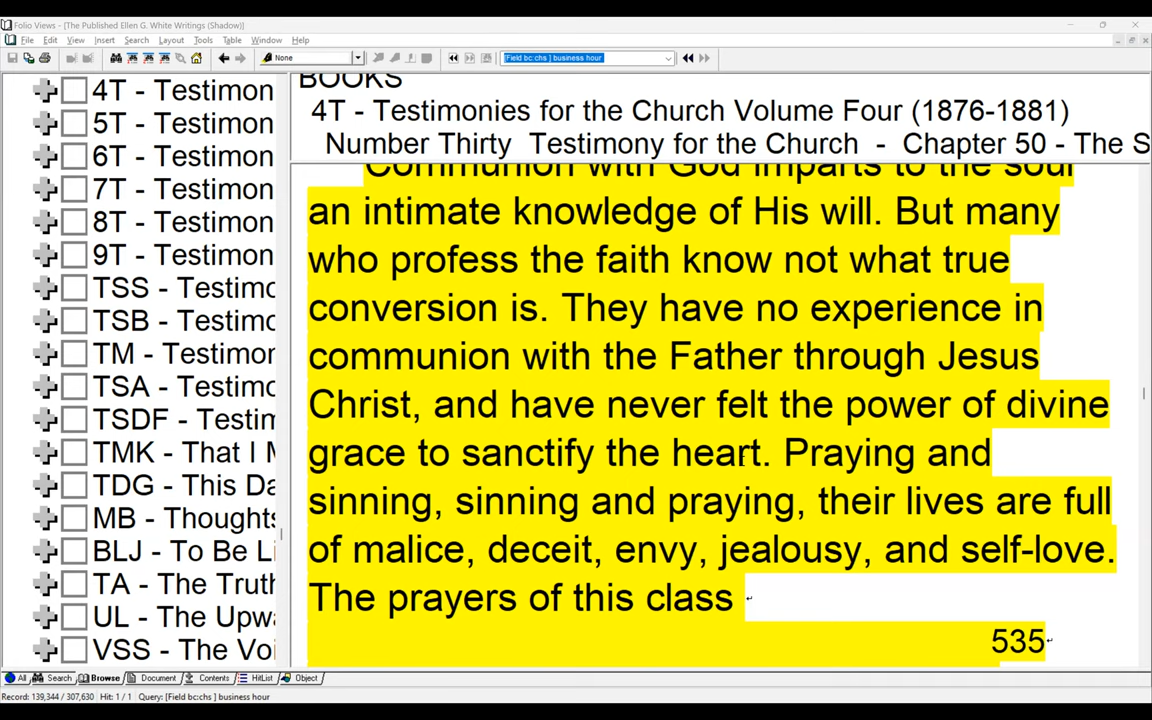 Folio Views - [The Published Ellen G. White Writings (Shadow)]
File Edit View Insert Search Layout Tools Table Window Help
None
[Field bc:chs ] business hour
4T - Testimon
5T - Testimon
6T - Testimon
7T - Testimon
8T - Testimon
9T - Testimon
TSS - Testimo
TSB - Testimo
TM - Testimor
TSA - Testimo
TSDF - Testim
TMK - That I M
TDG - This Da
MB - Thoughts
BLJ - To Be Li
TA - The Truth
UL - The Upwa
VSS - The Voi
BOOKS
4T - Testimonies for the Church Volume Four (1876-1881)
Number Thirty Testimony for the Church - Chapter 50 - The S
Communion with God imparts to the soul
an intimate knowledge of His will. But many
who profess the faith know not what true
conversion is. They have no experience in
communion with the Father through Jesus
Christ, and have never felt the power of divine
grace to sanctify the heart. Praying and
sinning, sinning and praying, their lives are full
of malice, deceit, envy, jealousy, and self-love.
The prayers of this class
535
All Search Browse Document Contents HitList Object
Record: 139,344 / 307,630 Hit: 1 / 1 Query: [Field bc:chs ] business hour